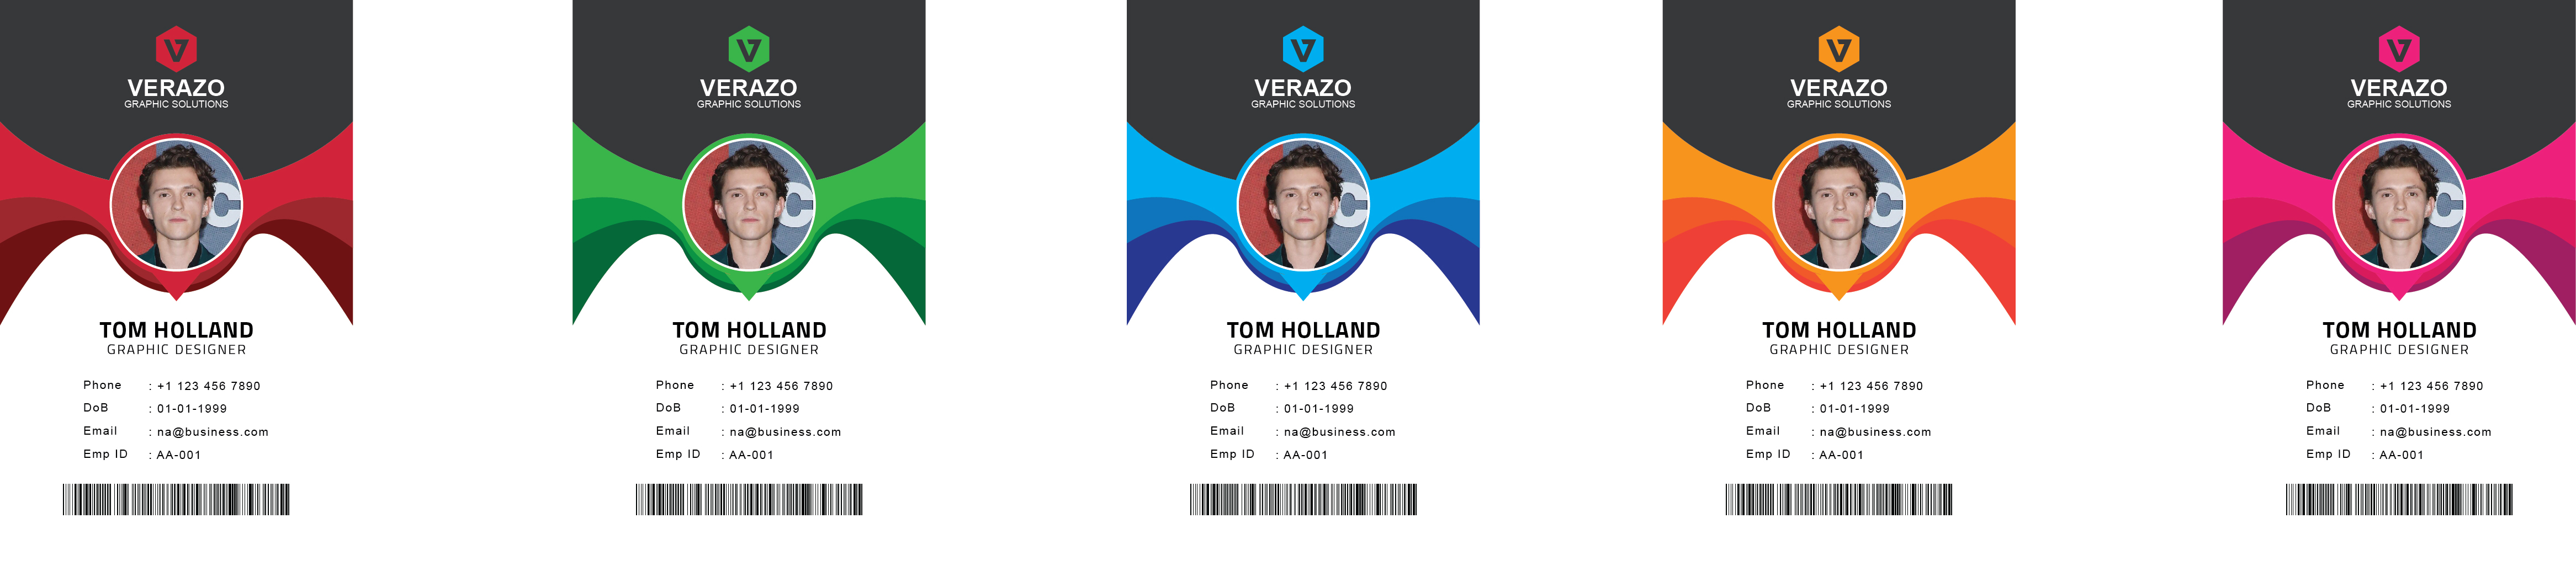 VERAZO
GRAPHIC SOLUTIONS
TOM HOLLAND
GRAPHIC DESIGNER
Phone : +1 123 456 7890
DoB : 01-01-1999
Email : na@business.com
Emp ID : AA-001
VERAZO
GRAPHIC SOLUTIONS
TOM HOLLAND
GRAPHIC DESIGNER
Phone : +1 123 456 7890
DoB : 01-01-1999
Email : na@business.com
Emp ID : AA-001
VERAZO
GRAPHIC SOLUTIONS
TOM HOLLAND
GRAPHIC DESIGNER
Phone : +1 123 456 7890
DoB : 01-01-1999
Email : na@business.com
Emp ID : AA-001
VERAZO
GRAPHIC SOLUTIONS
TOM HOLLAND
GRAPHIC DESIGNER
Phone : +1 123 456 7890
DoB : 01-01-1999
Email : na@business.com
Emp ID : AA-001
VERAZO
GRAPHIC SOLUTIONS
TOM HOLLAND
GRAPHIC DESIGNER
Phone : +1 123 456 7890
DoB : 01-01-1999
Email : na@business.com
Emp ID : AA-001